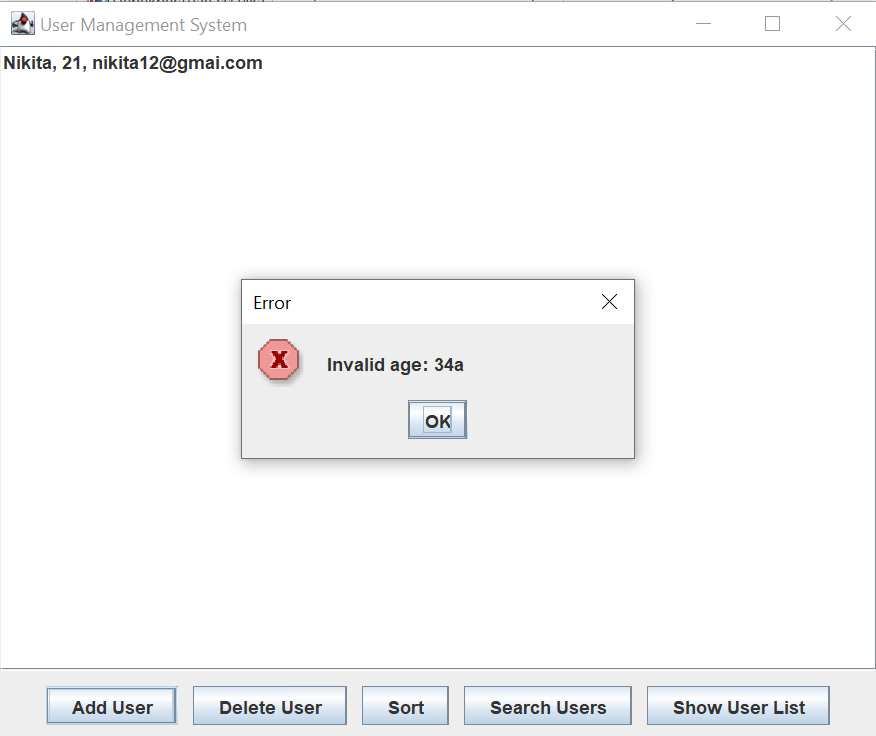 User Management System
Nikita, 21, nikita12@gmai.com
Error
X
Invalid age: 34a
OK
Add User
Delete User
Sort
Search Users
Show User List